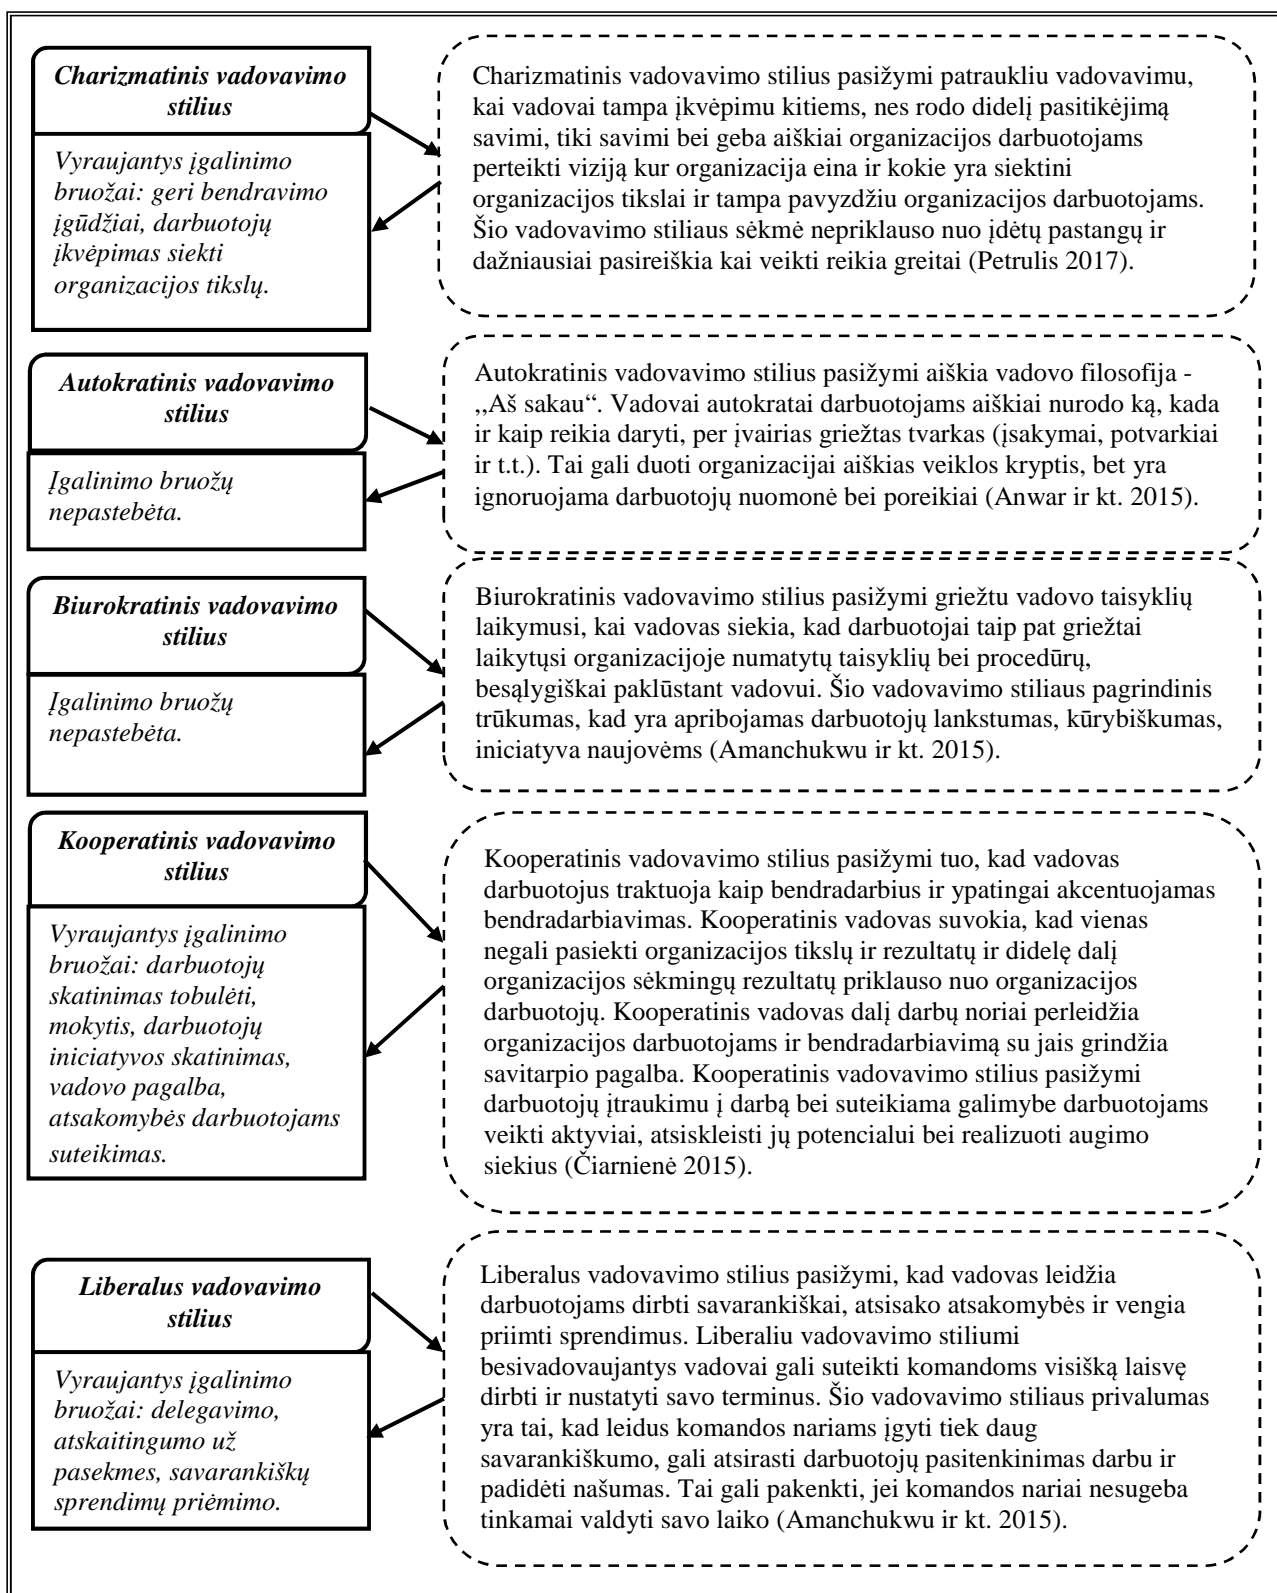 Charizmatinis vadovavimo
stilius
Vyraujantys įgalinimo
bruožai: geri bendravimo
įgūdžiai, darbuotojų
įkvėpimas siekti
organizacijos tikslų.
Charizmatinis vadovavimo stilius pasižymi patraukliu vadovavimu,
kai vadovai tampa įkvėpimu kitiems, nes rodo didelį pasitikėjimą
savimi, tiki savimi bei geba aiškiai organizacijos darbuotojams
perteikti viziją kur organizacija eina ir kokie yra siektini
organizacijos tikslai ir tampa pavyzdžiu organizacijos darbuotojams.
Šio vadovavimo stiliaus sėkmė nepriklauso nuo įdėtų pastangų ir
dažniausiai pasireiškia kai veikti reikia greitai (Petrulis 2017).
Autokratinis vadovavimo
stilius
Įgalinimo bruožų
nepastebėta.
Autokratinis vadovavimo stilius pasižymi aiškia vadovo filosofija -
,,Aš sakau“. Vadovai autokratai darbuotojams aiškiai nurodo ką, kada
ir kaip reikia daryti, per įvairias griežtas tvarkas (įsakymai, potvarkiai
ir t.t.). Tai gali duoti organizacijai aiškias veiklos kryptis, bet yra
ignoruojama darbuotojų nuomonė bei poreikiai (Anwar ir kt. 2015).
Biurokratinis vadovavimo
stilius
Įgalinimo bruožų
nepastebėta.
Biurokratinis vadovavimo stilius pasižymi griežtu vadovo taisyklių
laikymusi, kai vadovas siekia, kad darbuotojai taip pat griežtai
laikytųsi organizacijoje numatytų taisyklių bei procedūrų,
besąlygiškai paklūstant vadovui. Šio vadovavimo stiliaus pagrindinis
trūkumas, kad yra apribojamas darbuotojų lankstumas, kūrybiškumas,
iniciatyva naujovėms (Amanchukwu ir kt. 2015).
Kooperatinis vadovavimo
stilius
Vyraujantys įgalinimo
bruožai: darbuotojų
skatinimas tobulėti,
mokytis, darbuotojų
iniciatyvos skatinimas,
vadovo pagalba,
atsakomybės darbuotojams
suteikimas.
Kooperatinis vadovavimo stilius pasižymi tuo, kad vadovas
darbuotojus traktuoja kaip bendradarbius ir ypatingai akcentuojamas
bendradarbiavimas. Kooperatinis vadovas suvokia, kad vienas
negali pasiekti organizacijos tikslų ir rezultatų ir didelę dalį
organizacijos sėkmingų rezultatų priklauso nuo organizacijos
darbuotojų. Kooperatinis vadovas dalį darbų noriai perleidžia
organizacijos darbuotojams ir bendradarbiavimą su jais grindžia
savitarpio pagalba. Kooperatinis vadovavimo stilius pasižymi
darbuotojų įtraukimu į darbą bei suteikiama galimybe darbuotojams
veikti aktyviai, atsiskleisti jų potencialui bei realizuoti augimo
siekius (Čiarnienė 2015).
Liberalus vadovavimo
stilius
Vyraujantys įgalinimo
bruožai: delegavimo,
atskaitingumo už
pasekmes, savarankiškų
sprendimų priėmimo.
Liberalus vadovavimo stilius pasižymi, kad vadovas leidžia
darbuotojams dirbti savarankiškai, atsisako atsakomybės ir vengia
priimti sprendimus. Liberaliu vadovavimo stiliumi
besivadovaujantys vadovai gali suteikti komandoms visišką laisvę
dirbti ir nustatyti savo terminus. Šio vadovavimo stiliaus privalumas
yra tai, kad leidus komandos nariams įgyti tiek daug
savarankiškumo, gali atsirasti darbuotojų pasitenkinimas darbu ir
padidėti našumas. Tai gali pakenkti, jei komandos nariai nesugeba
tinkamai valdyti savo laiko (Amanchukwu ir kt. 2015).